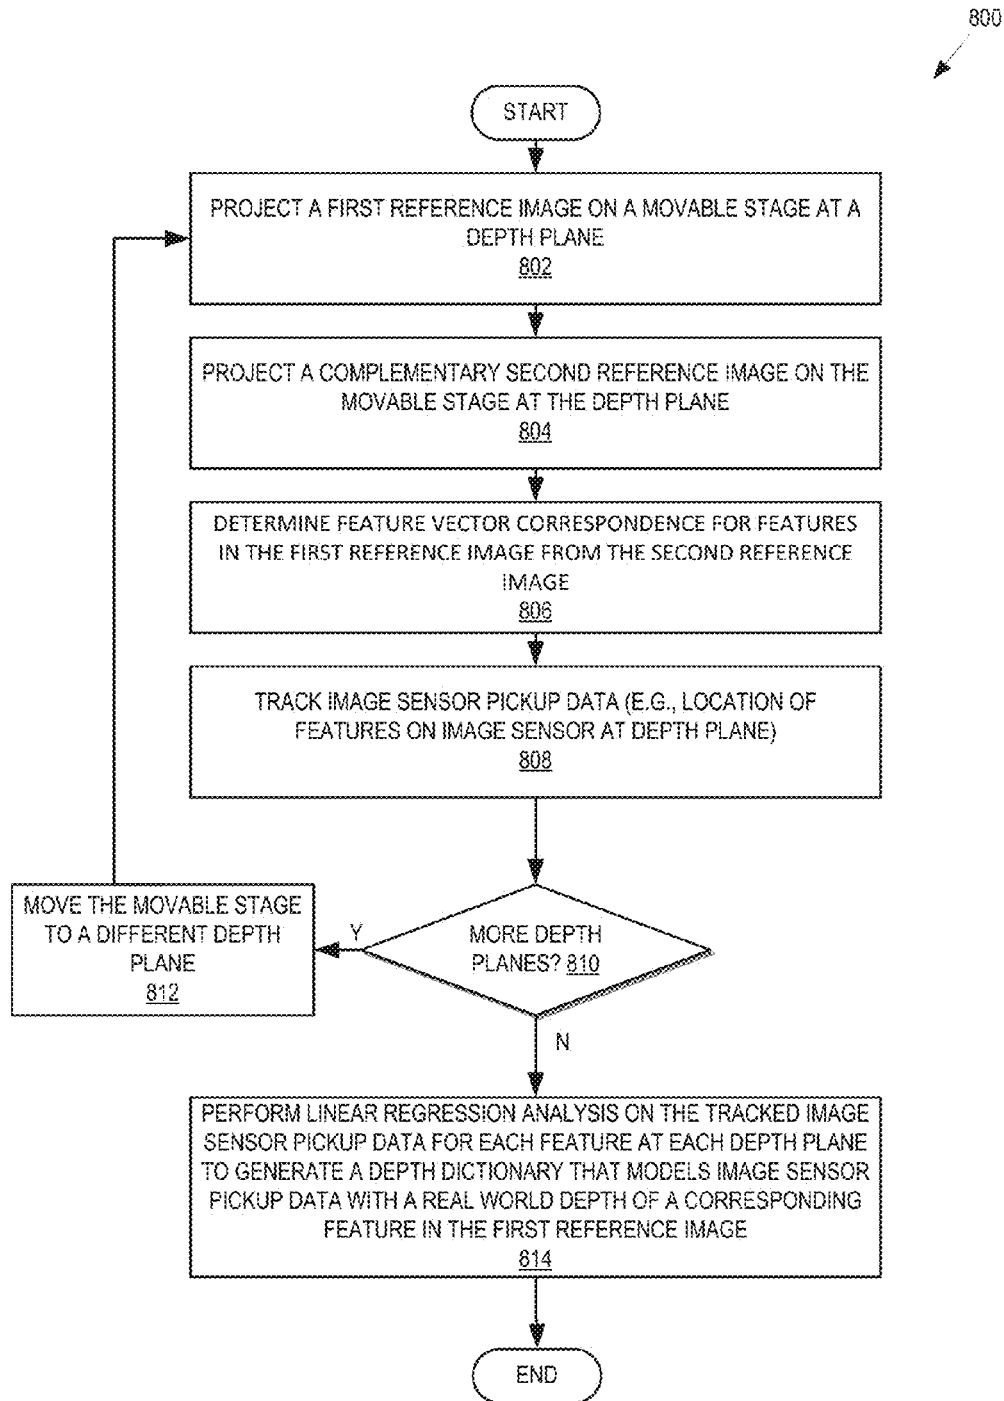 800
START
PROJECT A FIRST REFERENCE IMAGE ON A MOVABLE STAGE AT A
DEPTH PLANE
802
PROJECT A COMPLEMENTARY SECOND REFERENCE IMAGE ON THE
MOVABLE STAGE AT THE DEPTH PLANE
804
DETERMINE FEATURE VECTOR CORRESPONDENCE FOR FEATURES
IN THE FIRST REFERENCE IMAGE FROM THE SECOND REFERENCE
IMAGE
806
TRACK IMAGE SENSOR PICKUP DATA (E.G., LOCATION OF
FEATURES ON IMAGE SENSOR AT DEPTH PLANE)
808
MORE DEPTH
PLANES? 810
Y
MOVE THE MOVABLE STAGE
TO A DIFFERENT DEPTH
PLANE
812
N
PERFORM LINEAR REGRESSION ANALYSIS ON THE TRACKED IMAGE
SENSOR PICKUP DATA FOR EACH FEATURE AT EACH DEPTH PLANE
TO GENERATE A DEPTH DICTIONARY THAT MODELS IMAGE SENSOR
PICKUP DATA WITH A REAL WORLD DEPTH OF A CORRESPONDING
FEATURE IN THE FIRST REFERENCE IMAGE
814
END